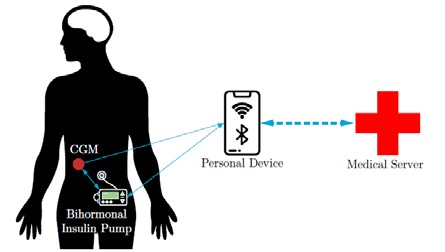 CGM
Bihormonal
Insulin Pump
Personal Device
Medical Server